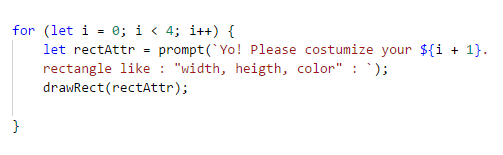 for (let i = 0; i < 4; i++) {
let rectAttr = prompt(`Yo! Please costumize your ${i + 1}.
rectangle like : "width, heigth, color" : `);
drawRect(rectAttr);
}